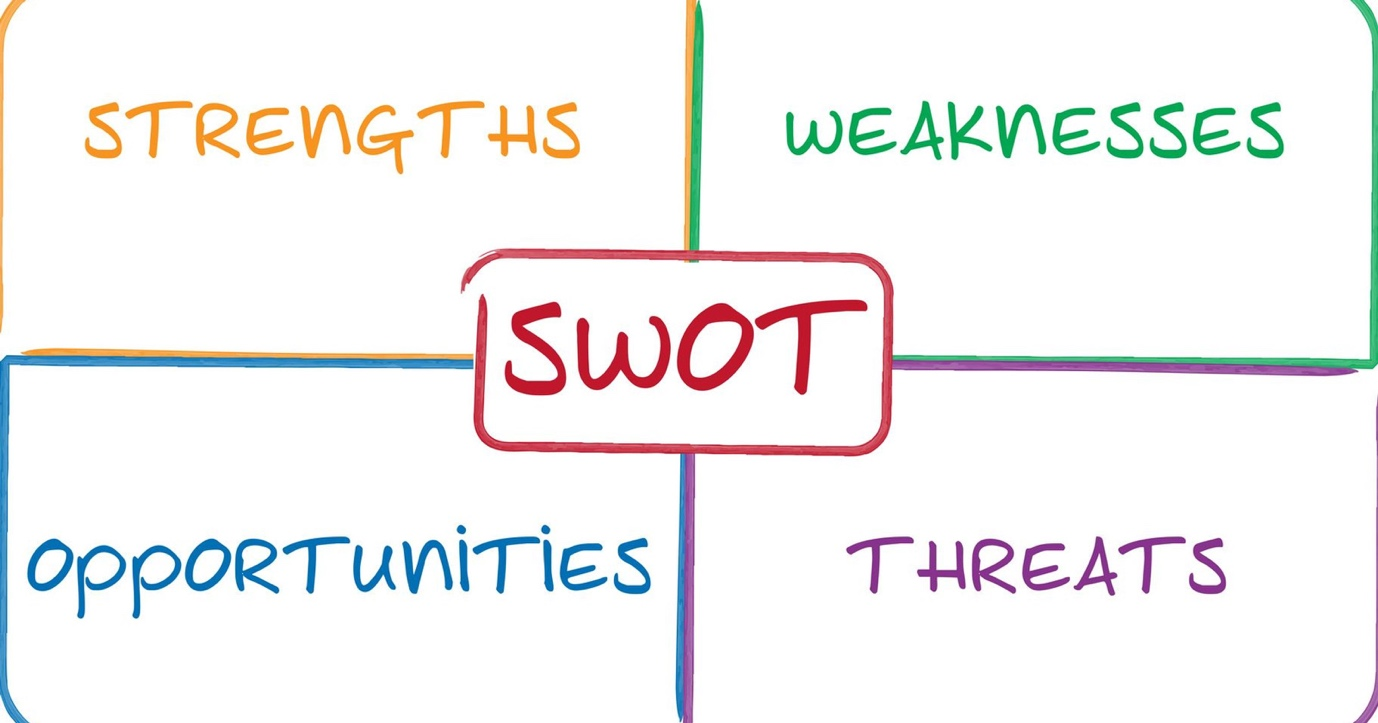 STRENGTHS
WEAKNESSES
SWOT
OPPORTUNITIES
THREATS